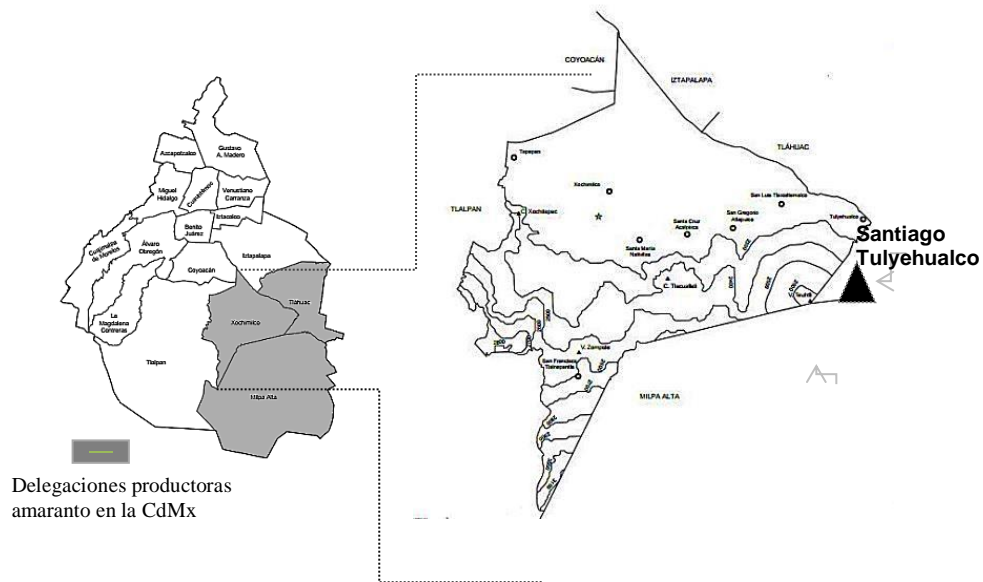 Gustavo
A. Madero
Azcapotzalco
Miguel
Hidalgo
Cuauhtémoc
Venustiano
Carranza
Iztacalco
Benito
Juárez
Cuajimalpa
de Morelos
Álvaro
Obregón
Coyoacán
Iztapalapa
La
Magdalena
Contreras
Tlalpan
Xochimilco
Tláhuac
Milpa Alta
Delegaciones productoras
amaranto en la CdMx
COYOACÁN
IZTAPALAPA
TLÁHUAC
TLALPAN
MILPA ALTA
Tepepan
Xochimilco
C. Xochitepec
San Luis Tlaxialtemalco
San Gregorio
Atlapulco
Santa Cruz
Acalpixca
Santa María
Nativitas
Tulyehualco
Santiago
Tulyehualco
C. Tlacualleli
V. Teuhtli
V. Zompole
San Francisco
Tlalnepantla